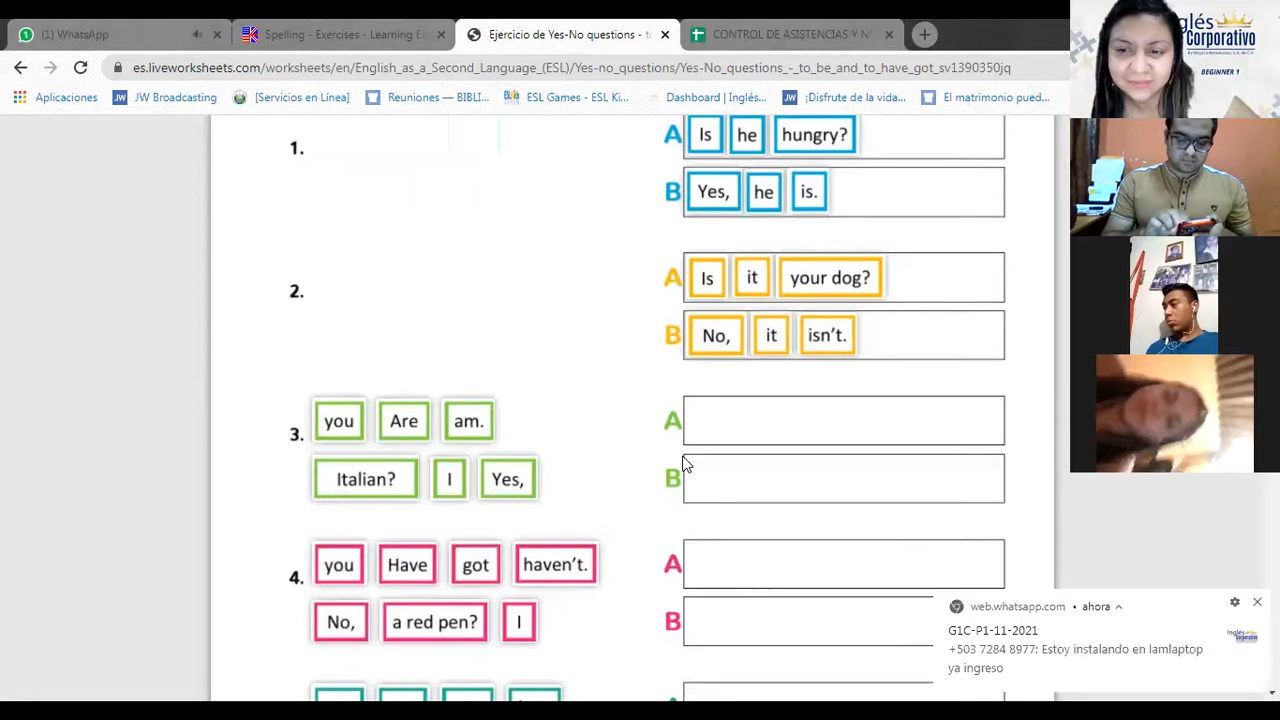 (1) WhatsApp
Spelling - Exercises - Learning En
Ejercicio de Yes-No questions - to
CONTROL DE ASISTENCIAS Y NO
es.liveworksheets.com/worksheets/en/English_as_a_Second_Language_(ESL)/Yes-no_questions/Yes-No_questions_-_to_be_and_to_have_got_sv1390350jq
Aplicaciones
JW Broadcasting
[Servicios en Línea]
Reuniones — BIBLI...
ESL Games - ESL Ki...
Dashboard | Inglés...
¡Disfrute de la vida...
El matrimonio pued...
Inglés
Corporativo
BEGINNER 1
1.
A Is he hungry?
B Yes, he is.
2.
A Is it your dog?
B No, it isn't.
3. you Are am.
Italian? I Yes,
A
B
4. you Have got haven't.
No, a red pen? I
A
B
web.whatsapp.com • ahora
G1C-P1-11-2021
+503 7284 8977: Estoy instalando en lamlaptop
ya ingreso
Inglés
Corporativo